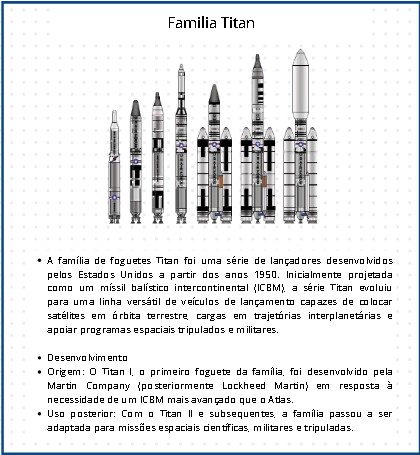 Familia Titan
• A família de foguetes Titan foi uma série de lançadores desenvolvidos
pelos Estados Unidos a partir dos anos 1950. Inicialmente projetada
como um míssil balístico intercontinental (ICBM), a série Titan evoluiu
para uma linha versátil de veículos de lançamento capazes de colocar
satélites em órbita terrestre, cargas em trajetórias interplanetárias e
apoiar programas espaciais tripulados e militares.
• Desenvolvimento
• Origem: O Titan I, o primeiro foguete da família, foi desenvolvido pela
Martin Company (posteriormente Lockheed Martin) em resposta à
necessidade de um ICBM mais avançado que o Atlas.
• Uso posterior: Com o Titan II e subsequentes, a família passou a ser
adaptada para missões espaciais científicas, militares e tripuladas.